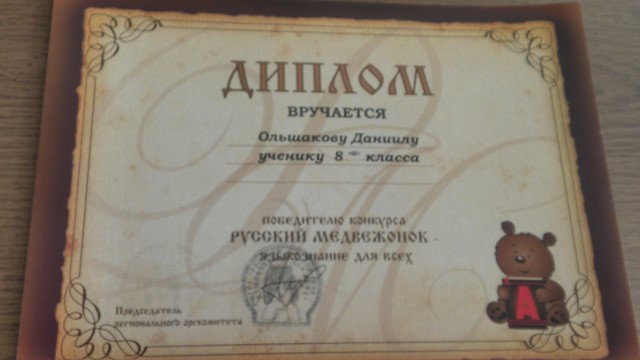 ДИПЛОМ
ВРУЧАЕТСЯ
Ольшакову Даниилу
ученику 8 "И" класса
победителю конкурса
РУССКИЙ МЕДВЕЖОНОК -
языкознание для всех
Председатель
регионального оргкомитета
А